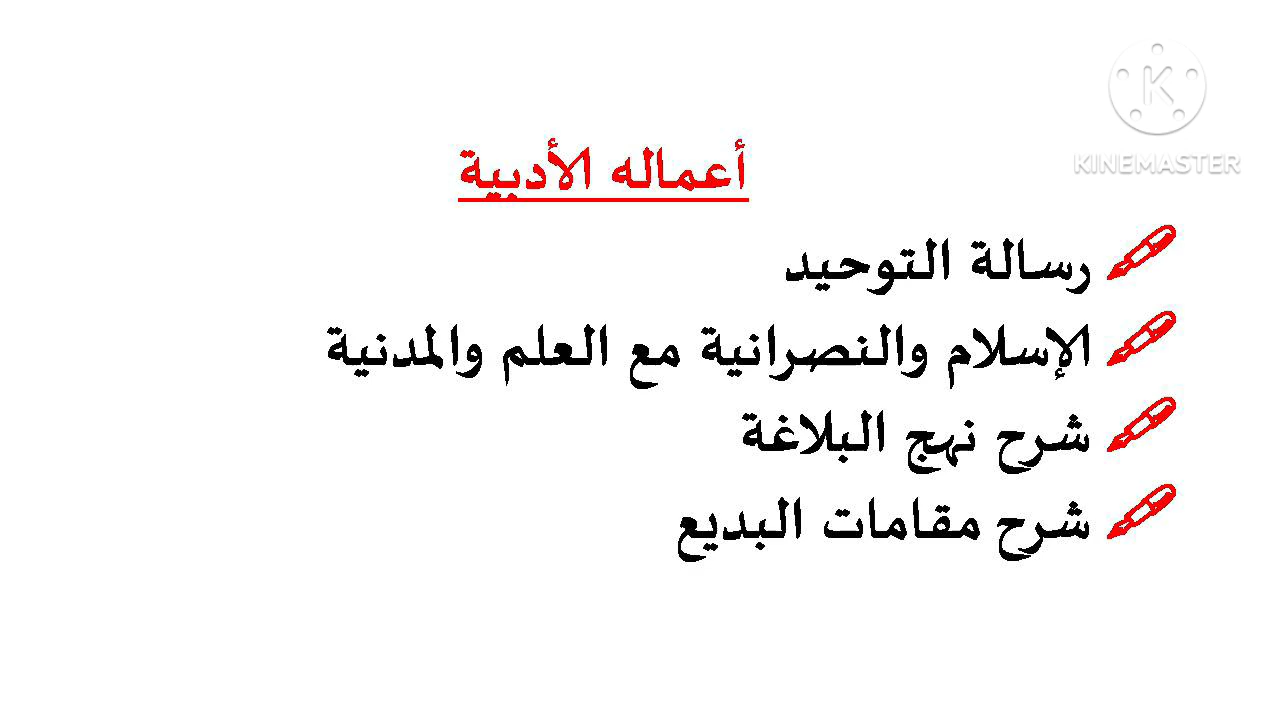 KINEMASTER
أعماله الأدبية
رسالة التوحيد
الإسلام والنصرانية مع العلم والمدنية
شرح نهج البلاغة
شرح مقامات البديع